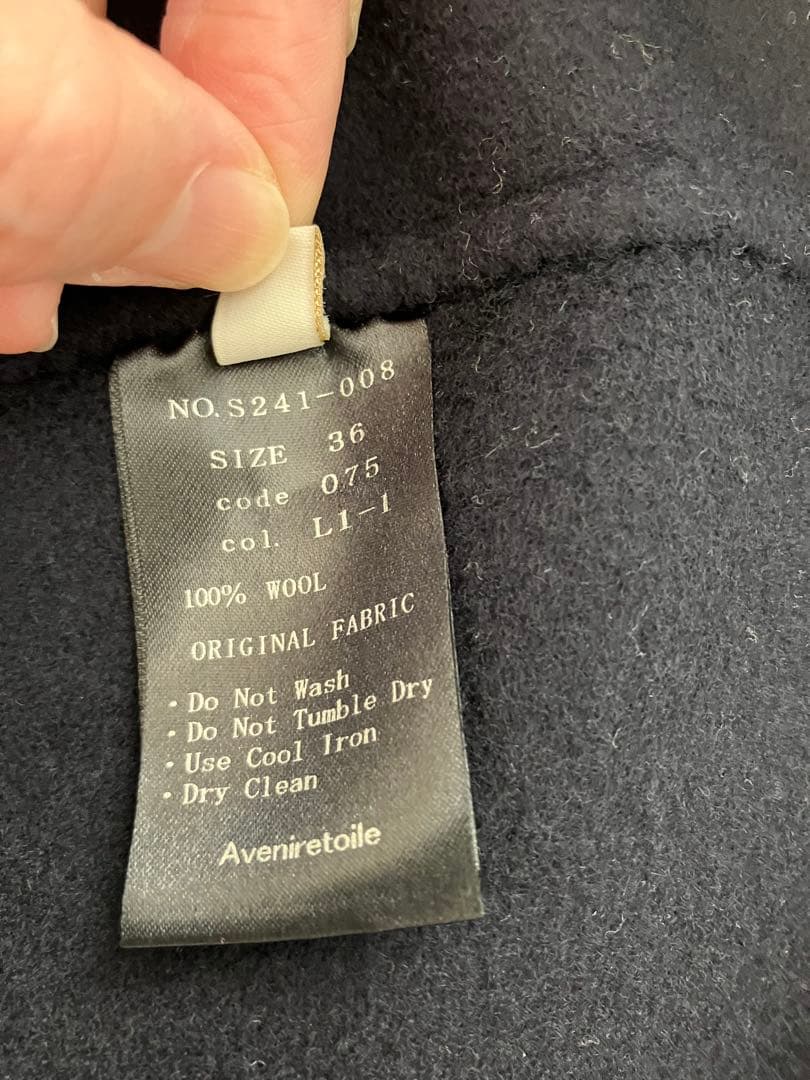 NO. S241-008
SIZE 36
code 075
col. L1-1
100% WOOL
ORIGINAL FABRIC
・Do Not Wash
・Do Not Tumble Dry
・Use Cool Iron
・Dry Clean
Aveniretoile